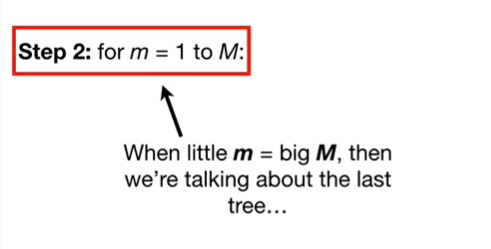 Step 2: for m = 1 to M:
When little m = big M, then
we're talking about the last
tree...